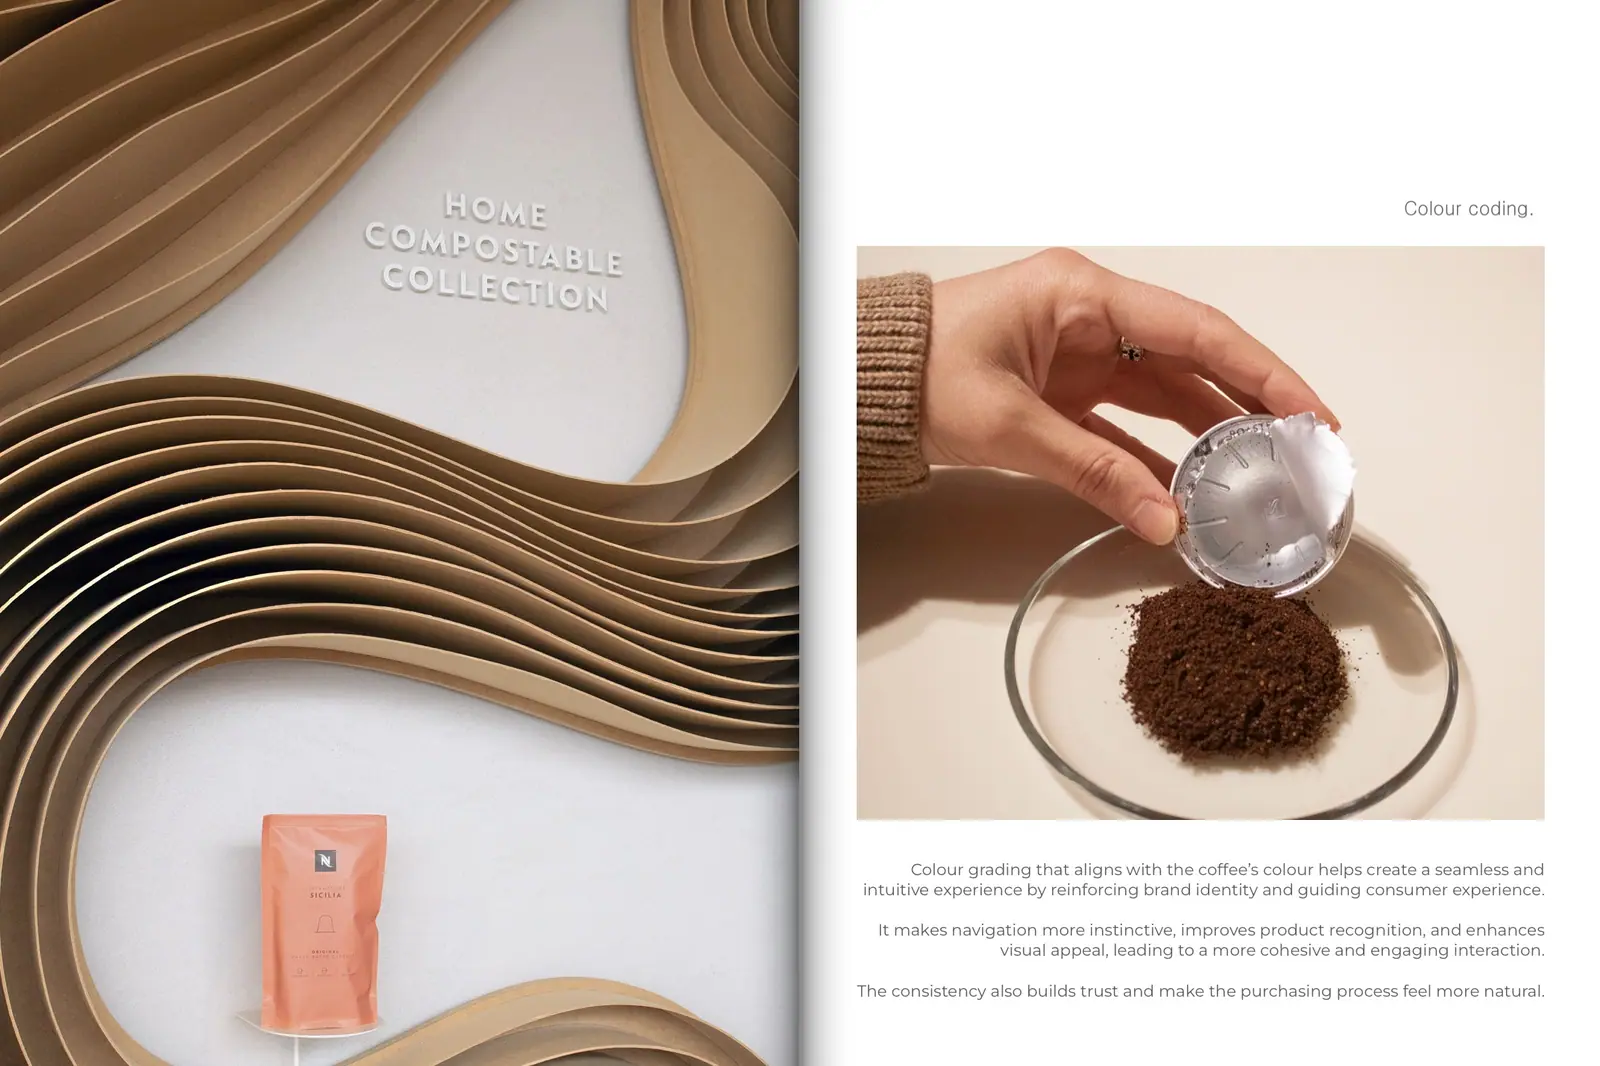 HOME
COMPOSTABLE
COLLECTION
N
SICILIA
ORIGINAL
Colour coding.
Colour grading that aligns with the coffee’s colour helps create a seamless and
intuitive experience by reinforcing brand identity and guiding consumer experience.
It makes navigation more instinctive, improves product recognition, and enhances
visual appeal, leading to a more cohesive and engaging interaction.
The consistency also builds trust and make the purchasing process feel more natural.